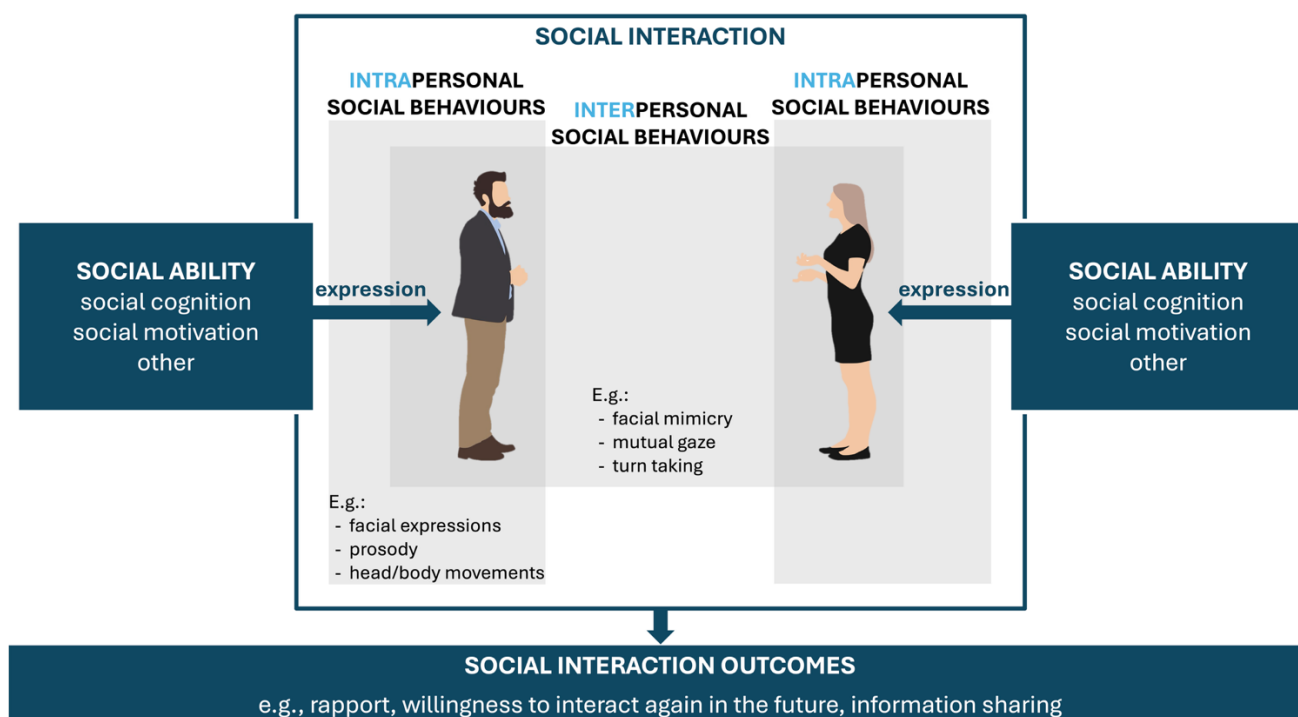 SOCIAL INTERACTION
INTRAPERSONAL
SOCIAL BEHAVIOURS
INTERPERSONAL
SOCIAL BEHAVIOURS
INTRAPERSONAL
SOCIAL BEHAVIOURS
SOCIAL ABILITY
social cognition
social motivation
other
expression
expression
SOCIAL ABILITY
social cognition
social motivation
other
E.g.:
- facial mimicry
- mutual gaze
- turn taking
E.g.:
- facial expressions
- prosody
- head/body movements
SOCIAL INTERACTION OUTCOMES
e.g., rapport, willingness to interact again in the future, information sharing